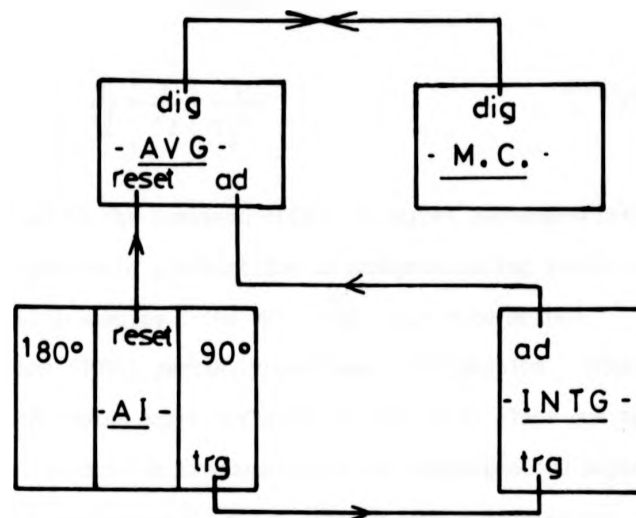 dig
- AVG -
reset ad
dig
- M.C. -
180° reset 90°
- AI -
trg
ad
- INTG -
trg